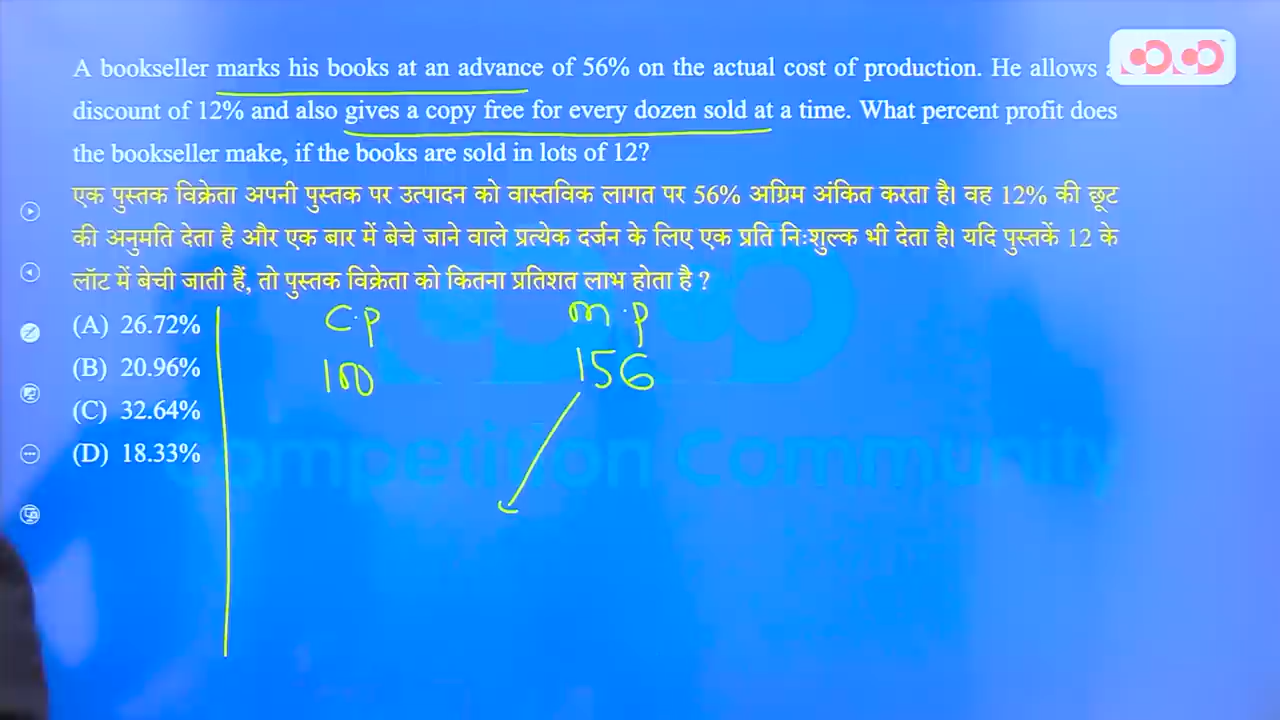 A bookseller marks his books at an advance of 56% on the actual cost of production. He allows a
discount of 12% and also gives a copy free for every dozen sold at a time. What percent profit does
the bookseller make, if the books are sold in lots of 12?
एक पुस्तक विक्रेता अपनी पुस्तक पर उत्पादन को वास्तविक लागत पर 56% अग्रिम अंकित करता है। वह 12% की छूट
की अनुमति देता है और एक बार में बेचे जाने वाले प्रत्येक दर्जन के लिए एक प्रति निःशुल्क भी देता है। यदि पुस्तकें 12 के
लॉट में बेची जाती हैं, तो पुस्तक विक्रेता को कितना प्रतिशत लाभ होता है ?
(A) 26.72%
(B) 20.96%
(C) 32.64%
(D) 18.33%
C.P m.p
100 156
Competition Community